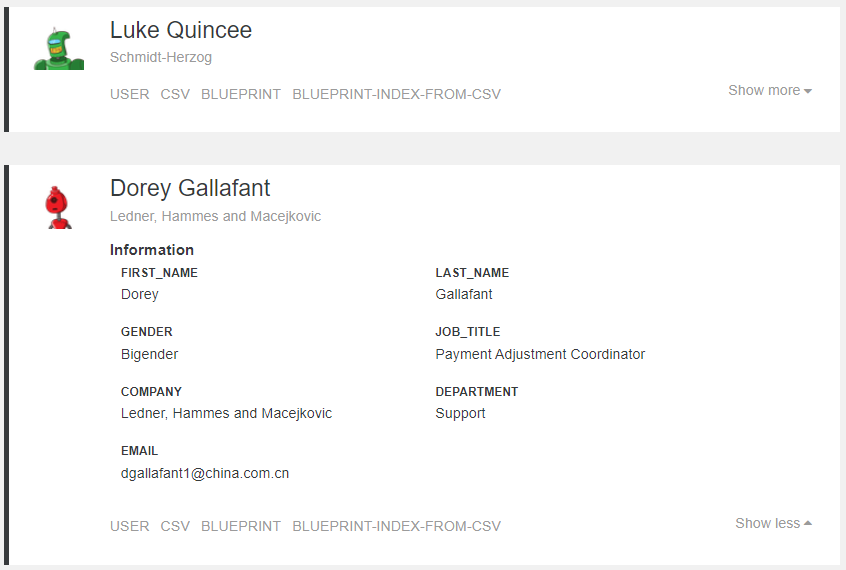 Luke Quincee
Schmidt-Herzog
USER CSV BLUEPRINT BLUEPRINT-INDEX-FROM-CSV
Show more
Dorey Gallafant
Ledner, Hammes and Macejkovic
Information
FIRST_NAME LAST_NAME
Dorey Gallafant
GENDER JOB_TITLE
Bigender Payment Adjustment Coordinator
COMPANY DEPARTMENT
Ledner, Hammes and Macejkovic Support
EMAIL
dgallafant1@china.com.cn
USER CSV BLUEPRINT BLUEPRINT-INDEX-FROM-CSV
Show less